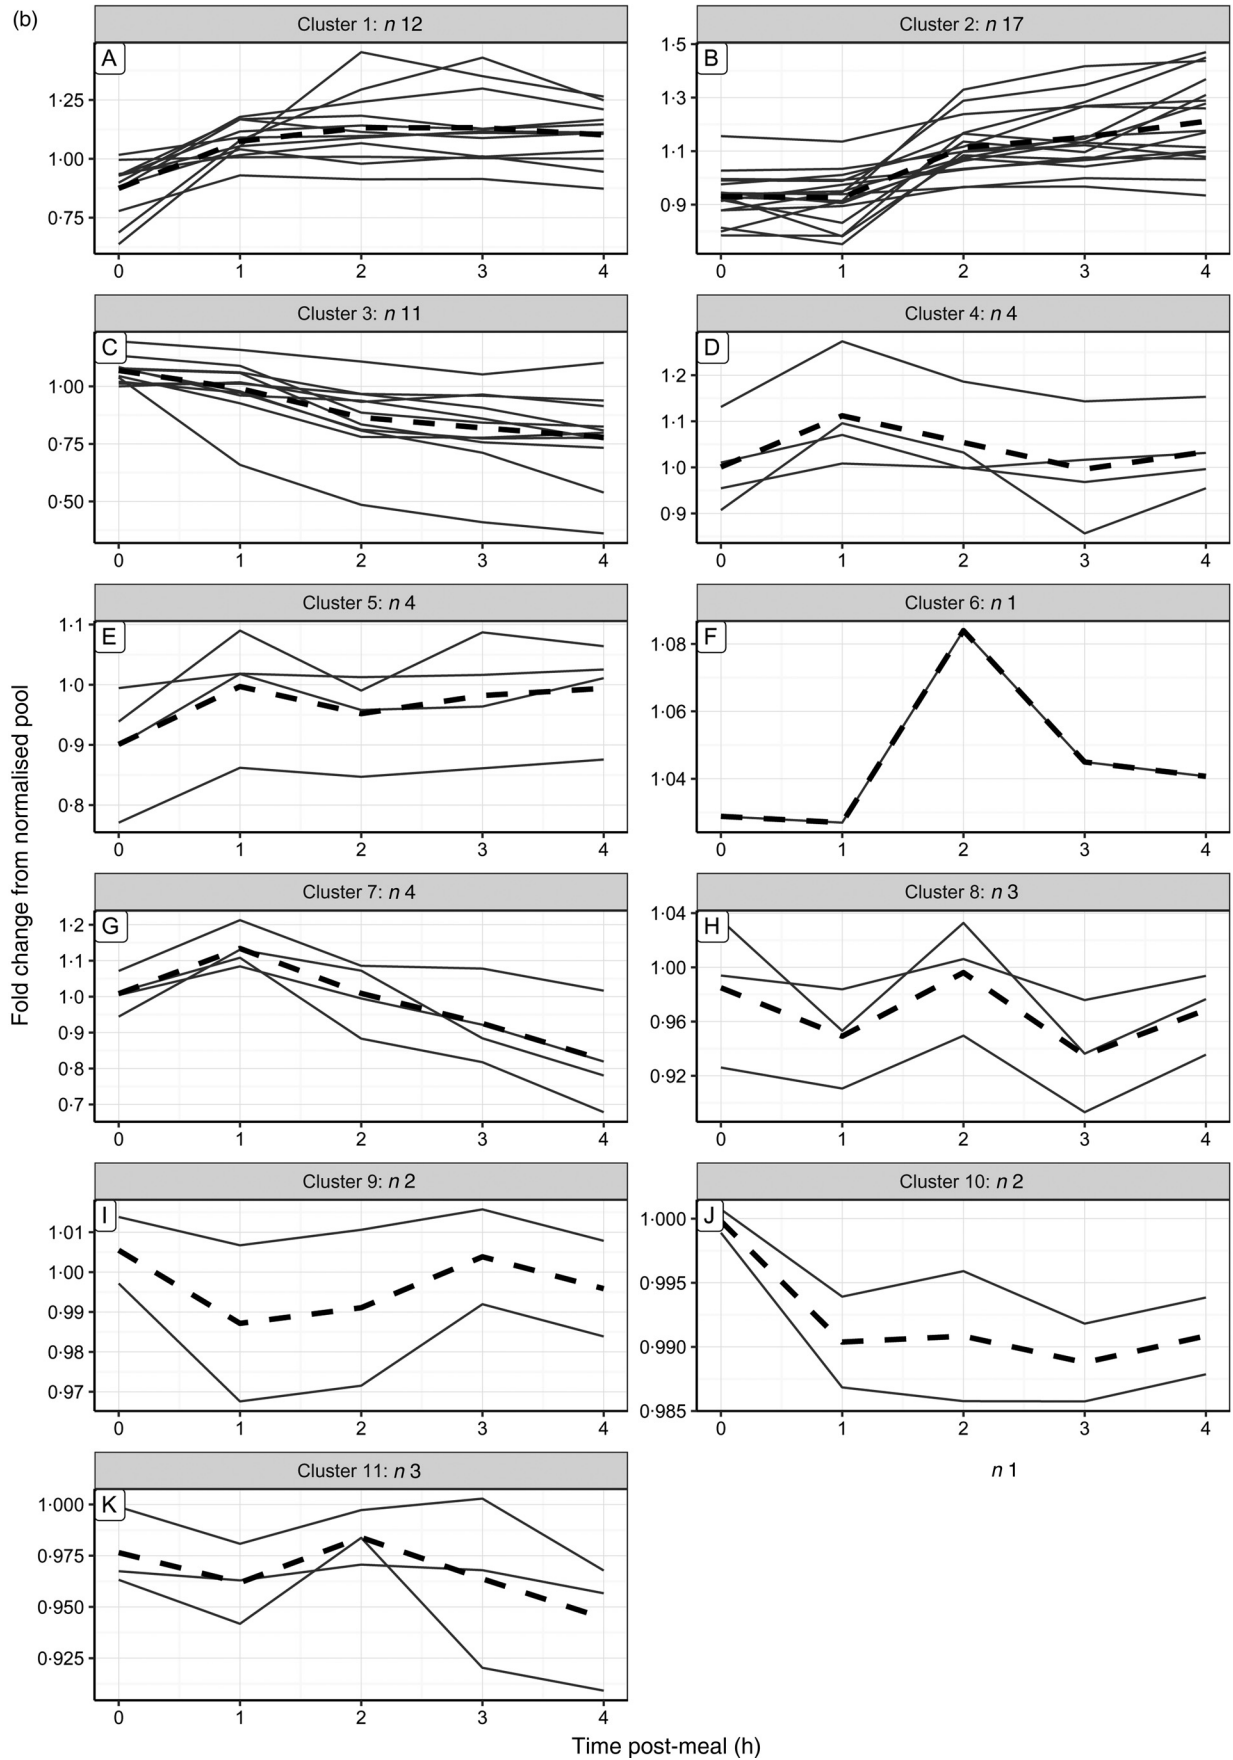 (b)
Cluster 1: n 12
A
1·25
1·00
0·75
0 1 2 3 4
Cluster 2: n 17
B
1·5
1·3
1·1
0·9
0 1 2 3 4
Cluster 3: n 11
C
1·00
0·75
0·50
0 1 2 3 4
Cluster 4: n 4
D
1·2
1·1
1·0
0·9
0 1 2 3 4
Cluster 5: n 4
E
1·1
1·0
0·9
0·8
0 1 2 3 4
Cluster 6: n 1
F
1·08
1·06
1·04
0 1 2 3 4
Fold change from normalised pool
Cluster 7: n 4
G
1·2
1·1
1·0
0·9
0·8
0·7
0 1 2 3 4
Cluster 8: n 3
H
1·04
1·00
0·96
0·92
0 1 2 3 4
Cluster 9: n 2
I
1·01
1·00
0·99
0·98
0·97
0 1 2 3 4
Cluster 10: n 2
J
1·000
0·995
0·990
0·985
0 1 2 3 4
n 1
Cluster 11: n 3
K
1·000
0·975
0·950
0·925
0 1 2 3 4
Time post-meal (h)